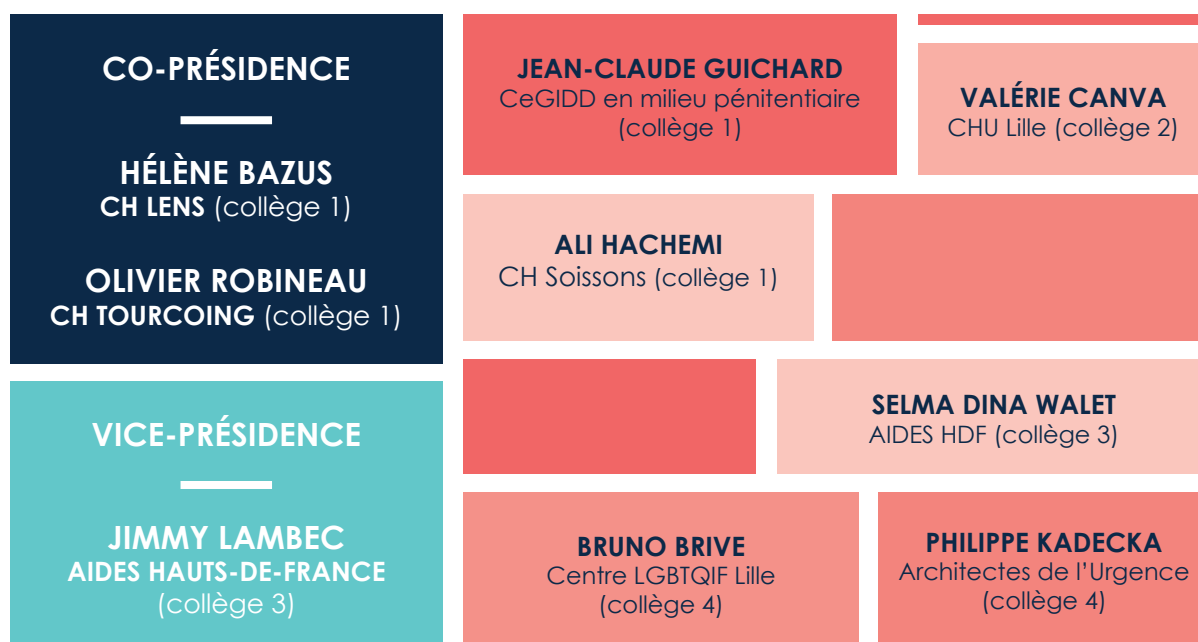 CO-PRÉSIDENCE
HÉLÈNE BAZUS
CH LENS (collège 1)
OLIVIER ROBINEAU
CH TOURCOING (collège 1)
VICE-PRÉSIDENCE
JIMMY LAMBEC
AIDES HAUTS-DE-FRANCE
(collège 3)
JEAN-CLAUDE GUICHARD
CeGIDD en milieu pénitentiaire
(collège 1)
VALÉRIE CANVA
CHU Lille (collège 2)
ALI HACHEMI
CH Soissons (collège 1)
SELMA DINA WALET
AIDES HDF (collège 3)
BRUNO BRIVE
Centre LGBTQIF Lille
(collège 4)
PHILIPPE KADECKA
Architectes de l'Urgence
(collège 4)